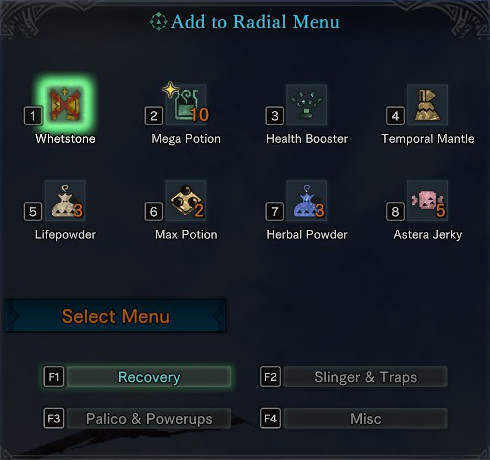 Add to Radial Menu
1 2 10 3 4
Whetstone Mega Potion Health Booster Temporal Mantle
5 3 6 2 7 3 8 5
Lifepowder Max Potion Herbal Powder Astera Jerky
Select Menu
F1 Recovery F2 Slinger & Traps
F3 Palico & Powerups F4 Misc